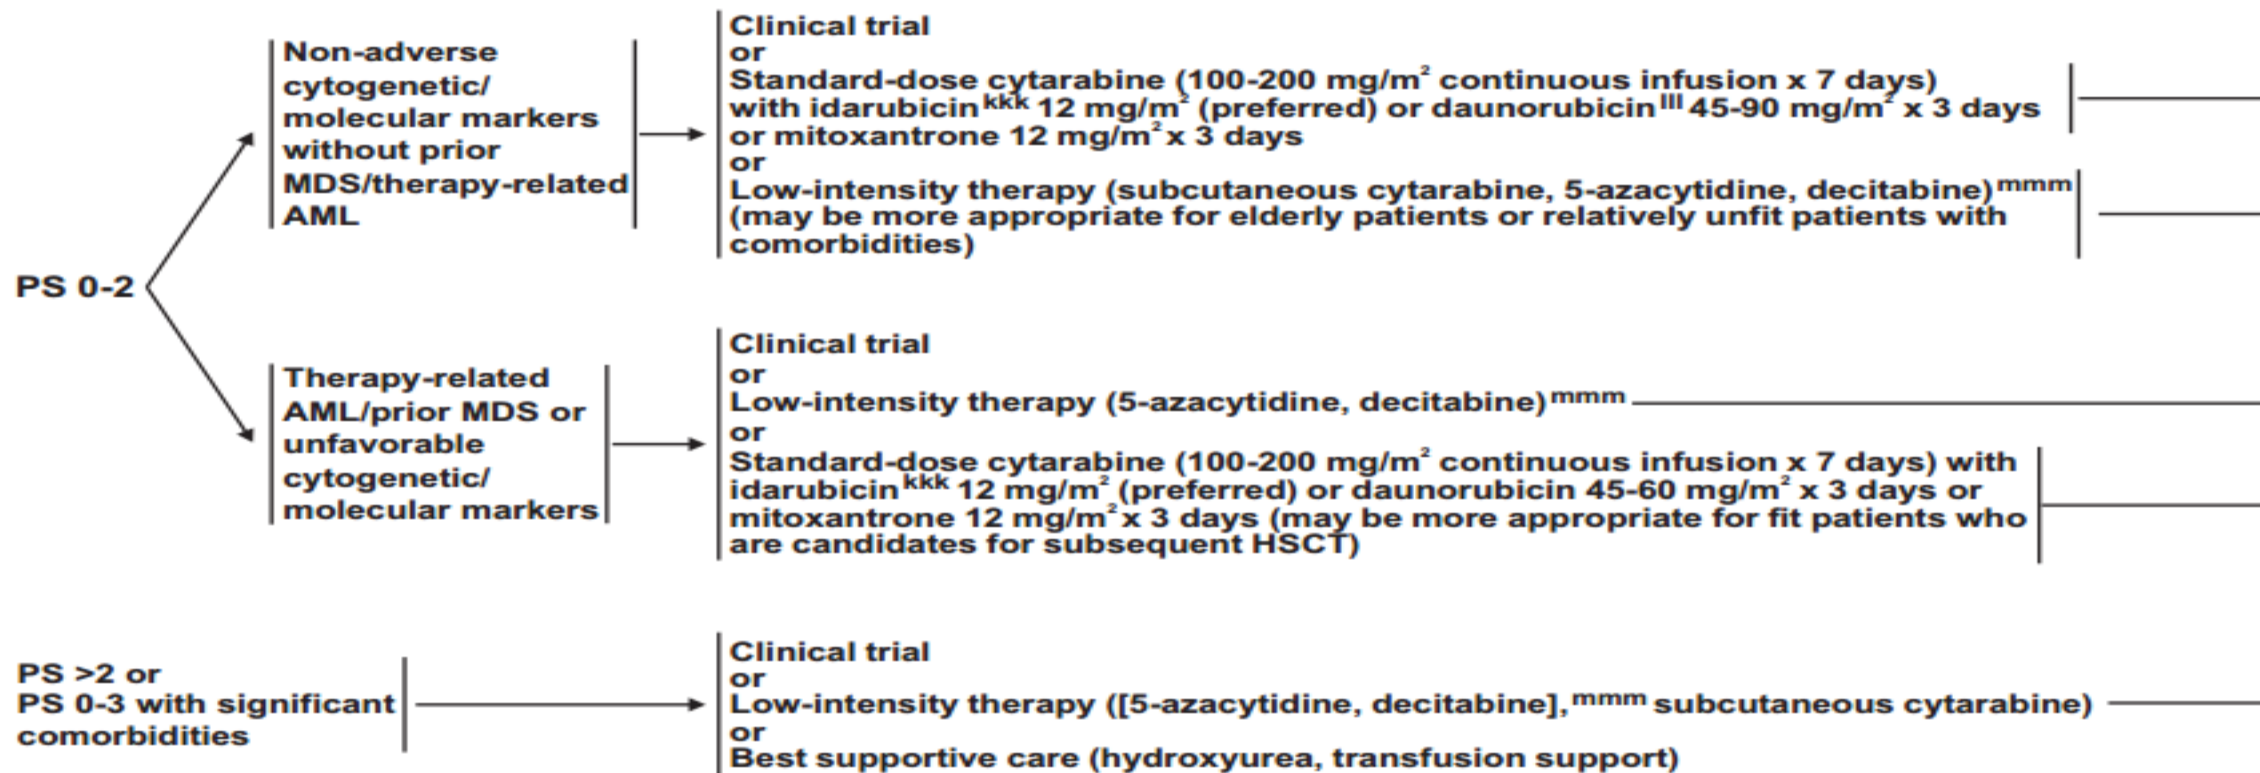 PS 0-2
Non-adverse
cytogenetic/
molecular markers
without prior
MDS/therapy-related
AML
Clinical trial
or
Standard-dose cytarabine (100-200 mg/m² continuous infusion x 7 days)
with idarubicin^kkk 12 mg/m² (preferred) or daunorubicin^lll 45-90 mg/m² x 3 days
or mitoxantrone 12 mg/m² x 3 days
or
Low-intensity therapy (subcutaneous cytarabine, 5-azacytidine, decitabine)^mmm
(may be more appropriate for elderly patients or relatively unfit patients with
comorbidities)
Therapy-related
AML/prior MDS or
unfavorable
cytogenetic/
molecular markers
Clinical trial
or
Low-intensity therapy (5-azacytidine, decitabine)^mmm
or
Standard-dose cytarabine (100-200 mg/m² continuous infusion x 7 days) with
idarubicin^kkk 12 mg/m² (preferred) or daunorubicin 45-60 mg/m² x 3 days or
mitoxantrone 12 mg/m² x 3 days (may be more appropriate for fit patients who
are candidates for subsequent HSCT)
PS >2 or
PS 0-3 with significant
comorbidities
Clinical trial
or
Low-intensity therapy ([5-azacytidine, decitabine],^mmm subcutaneous cytarabine)
or
Best supportive care (hydroxyurea, transfusion support)